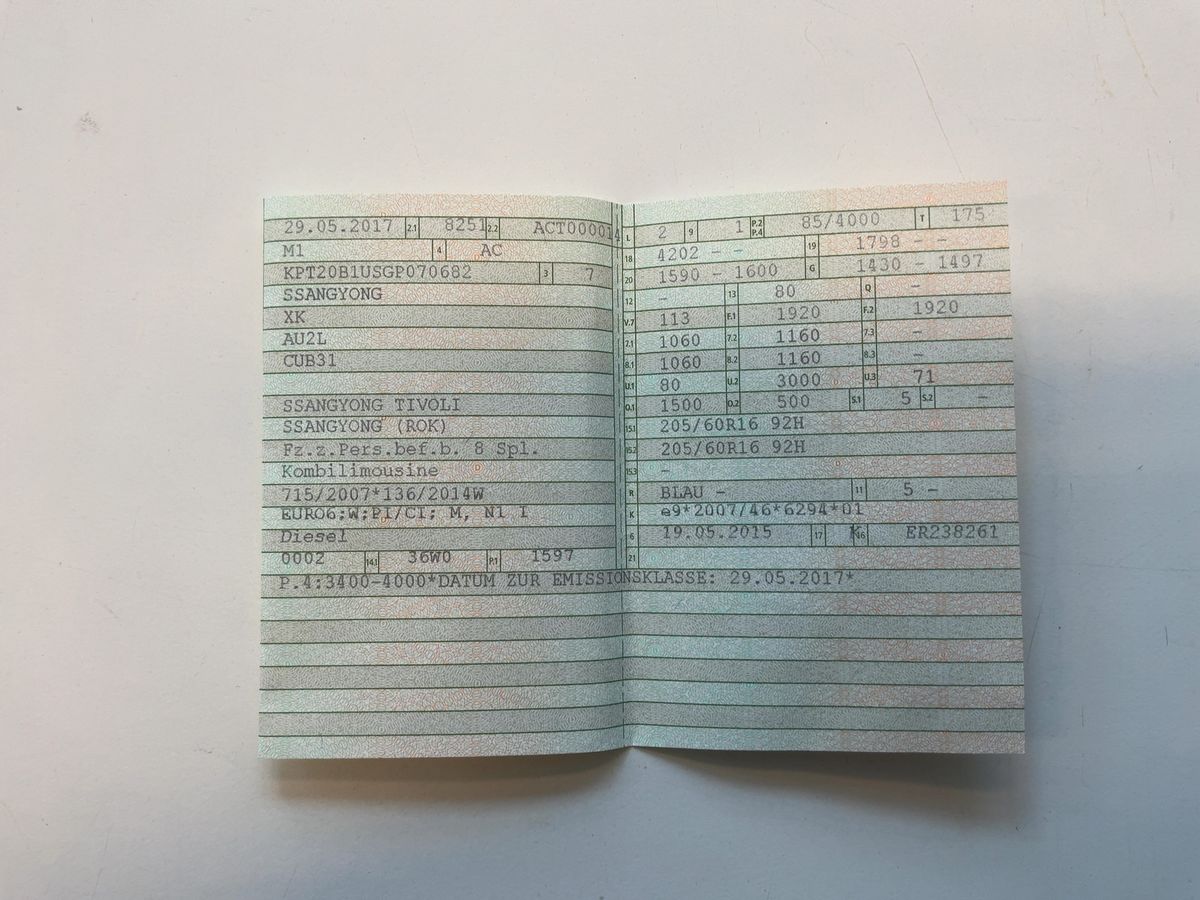 29.05.2017 2.1 8251 2.2 ACT000014
M1 4 AC
KPT20B1USGP070682 3 7
SSANGYONG
XK
AU2L
CUB31
SSANGYONG TIVOLI
SSANGYONG (ROK)
Fz.z.Pers.bef.b. 8 Spl.
Kombilimousine
715/2007*136/2014W
EURO6;W;PI/CI; M, N1 I
Diesel
0002 14.1 36W0 P.1 1597
L 2 9 1 P.2 P.4 85/4000 T 175
18 4202 - - 19 1798 - -
20 1590 - 1600 G 1430 - 1497
12 - 13 80 Q -
V.7 113 F.1 1920 F.2 1920
7.1 1060 7.2 1160 7.3 -
8.1 1060 8.2 1160 8.3 -
U.1 80 U.2 3000 U.3 71
O.1 1500 O.2 500 S.1 5 S.2 -
15.1 205/60R16 92H
15.2 205/60R16 92H
15.3 -
R BLAU - 11 5 -
K e9*2007/46*6294*01
6 19.05.2015 17 K 16 ER238261
21
P.4:3400-4000*DATUM ZUR EMISSIONSKLASSE: 29.05.2017*